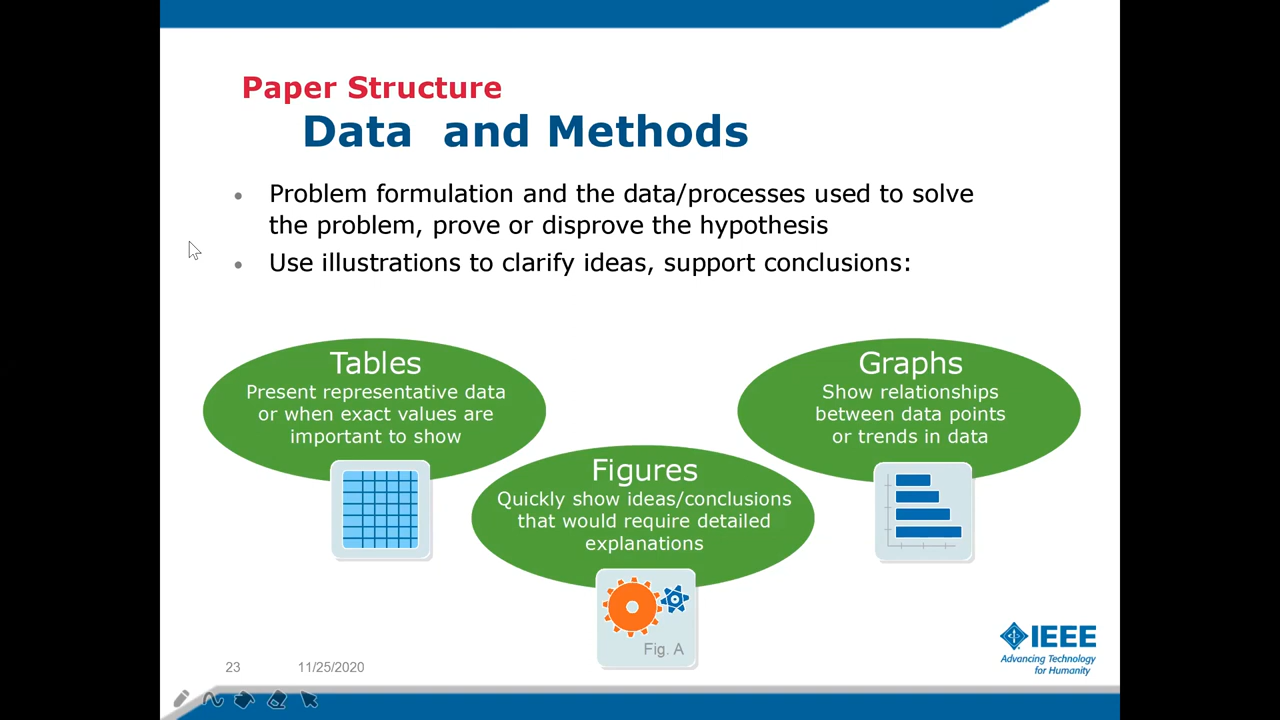 Paper Structure
Data and Methods
• Problem formulation and the data/processes used to solve
the problem, prove or disprove the hypothesis
• Use illustrations to clarify ideas, support conclusions:
Tables
Present representative data
or when exact values are
important to show
Graphs
Show relationships
between data points
or trends in data
Figures
Quickly show ideas/conclusions
that would require detailed
explanations
Fig. A
IEEE
Advancing Technology
for Humanity
23
11/25/2020